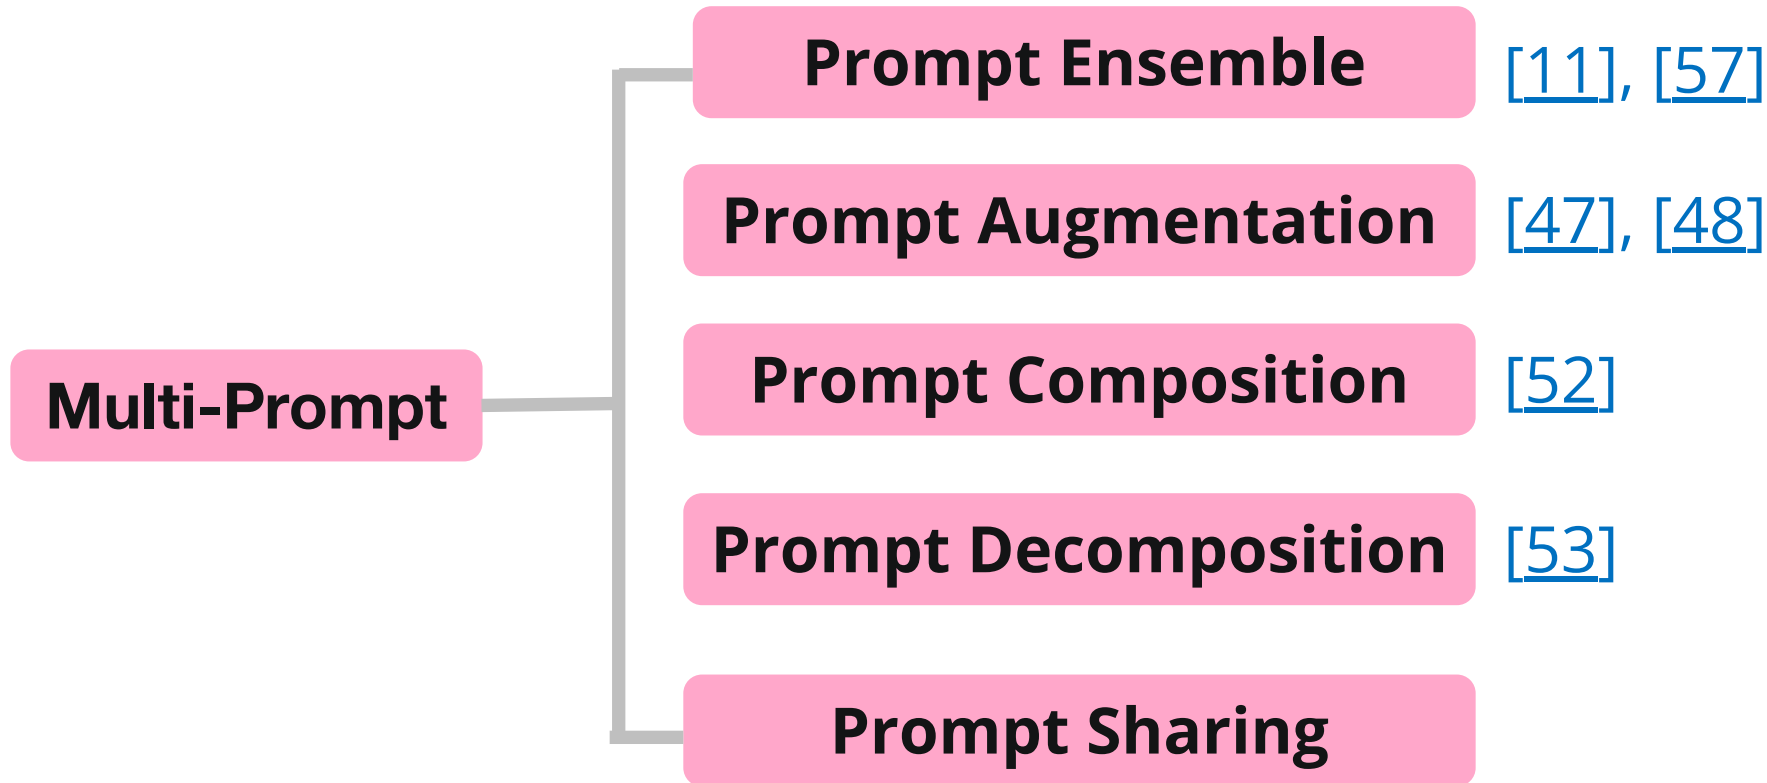 Prompt Ensemble [11], [57]
Prompt Augmentation [47], [48]
Prompt Composition [52]
Multi-Prompt
Prompt Decomposition [53]
Prompt Sharing